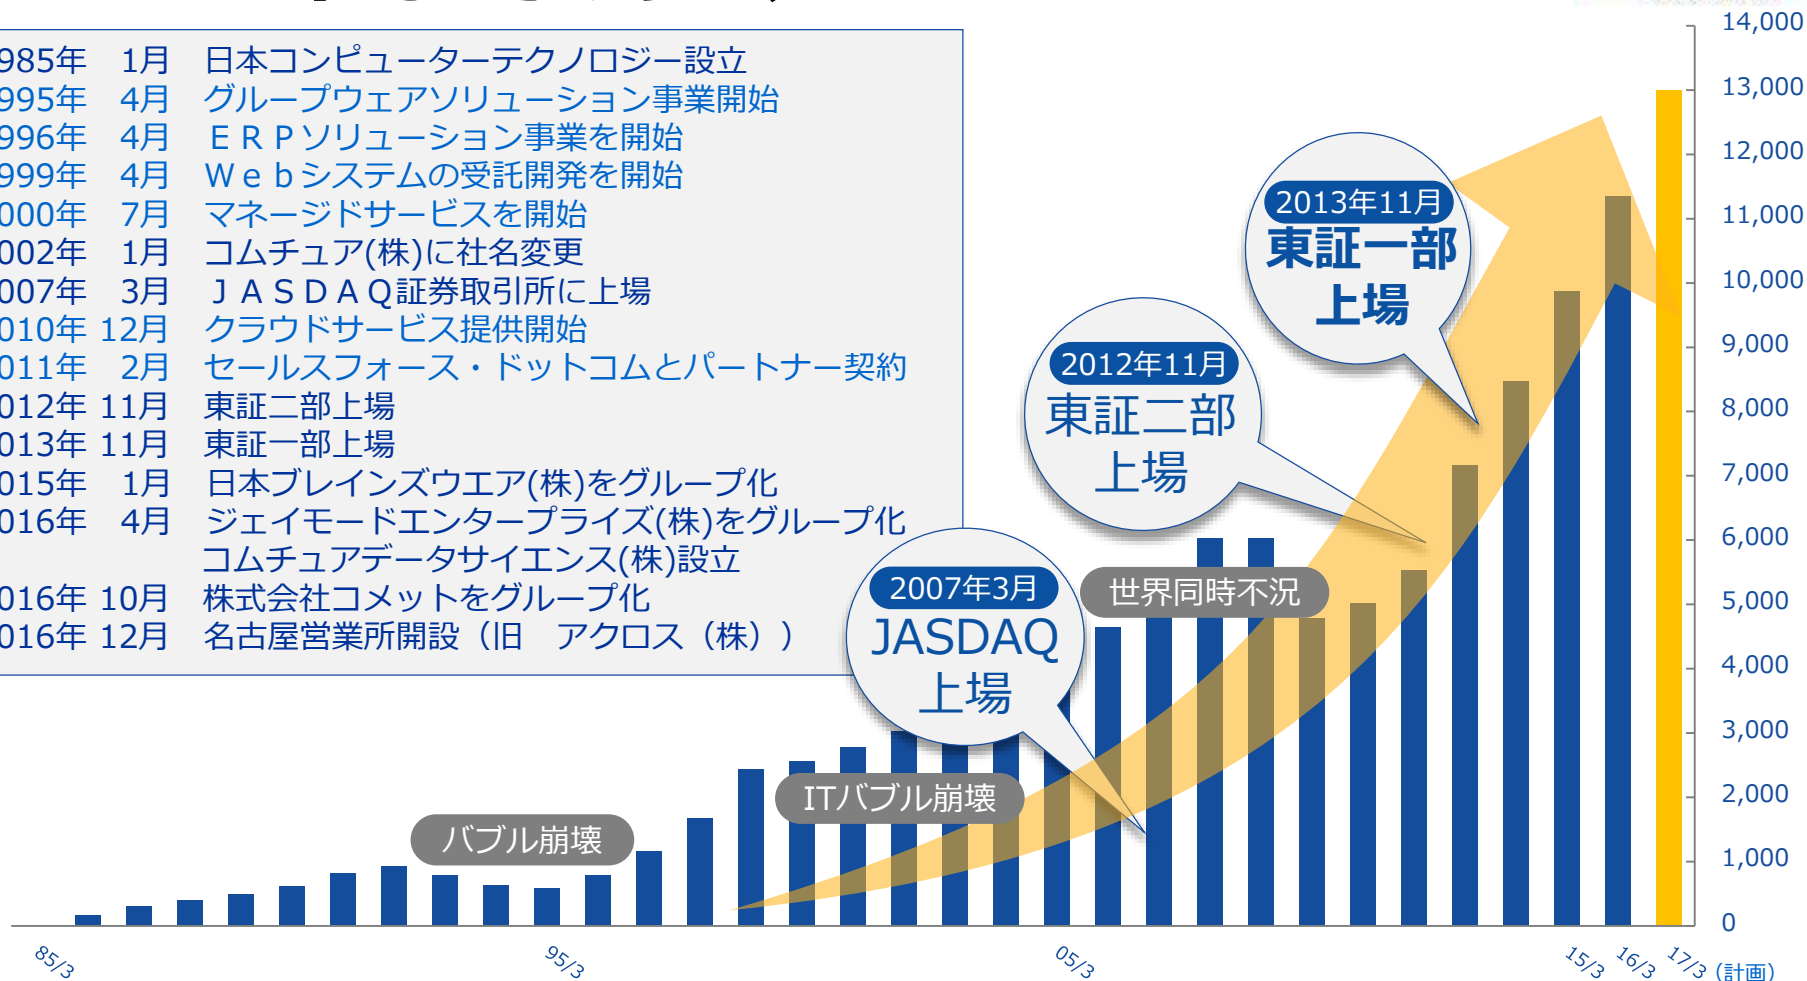 985年 1月 日本コンピューターテクノロジー設立
995年 4月 グループウェアソリューション事業開始
996年 4月 ＥＲＰソリューション事業を開始
999年 4月 Ｗｅｂシステムの受託開発を開始
000年 7月 マネージドサービスを開始
002年 1月 コムチュア(株)に社名変更
007年 3月 ＪＡＳＤＡＱ証券取引所に上場
010年 12月 クラウドサービス提供開始
011年 2月 セールスフォース・ドットコムとパートナー契約
012年 11月 東証二部上場
013年 11月 東証一部上場
015年 1月 日本ブレインズウエア(株)をグループ化
016年 4月 ジェイモードエンタープライズ(株)をグループ化
コムチュアデータサイエンス(株)設立
016年 10月 株式会社コメットをグループ化
016年 12月 名古屋営業所開設（旧　アクロス（株））
2013年11月
東証一部
上場
2012年11月
東証二部
上場
2007年3月
JASDAQ
上場
世界同時不況
ITバブル崩壊
バブル崩壊
14,000
13,000
12,000
11,000
10,000
9,000
8,000
7,000
6,000
5,000
4,000
3,000
2,000
1,000
0
85/3
95/3
05/3
15/3
16/3
17/3
（計画）